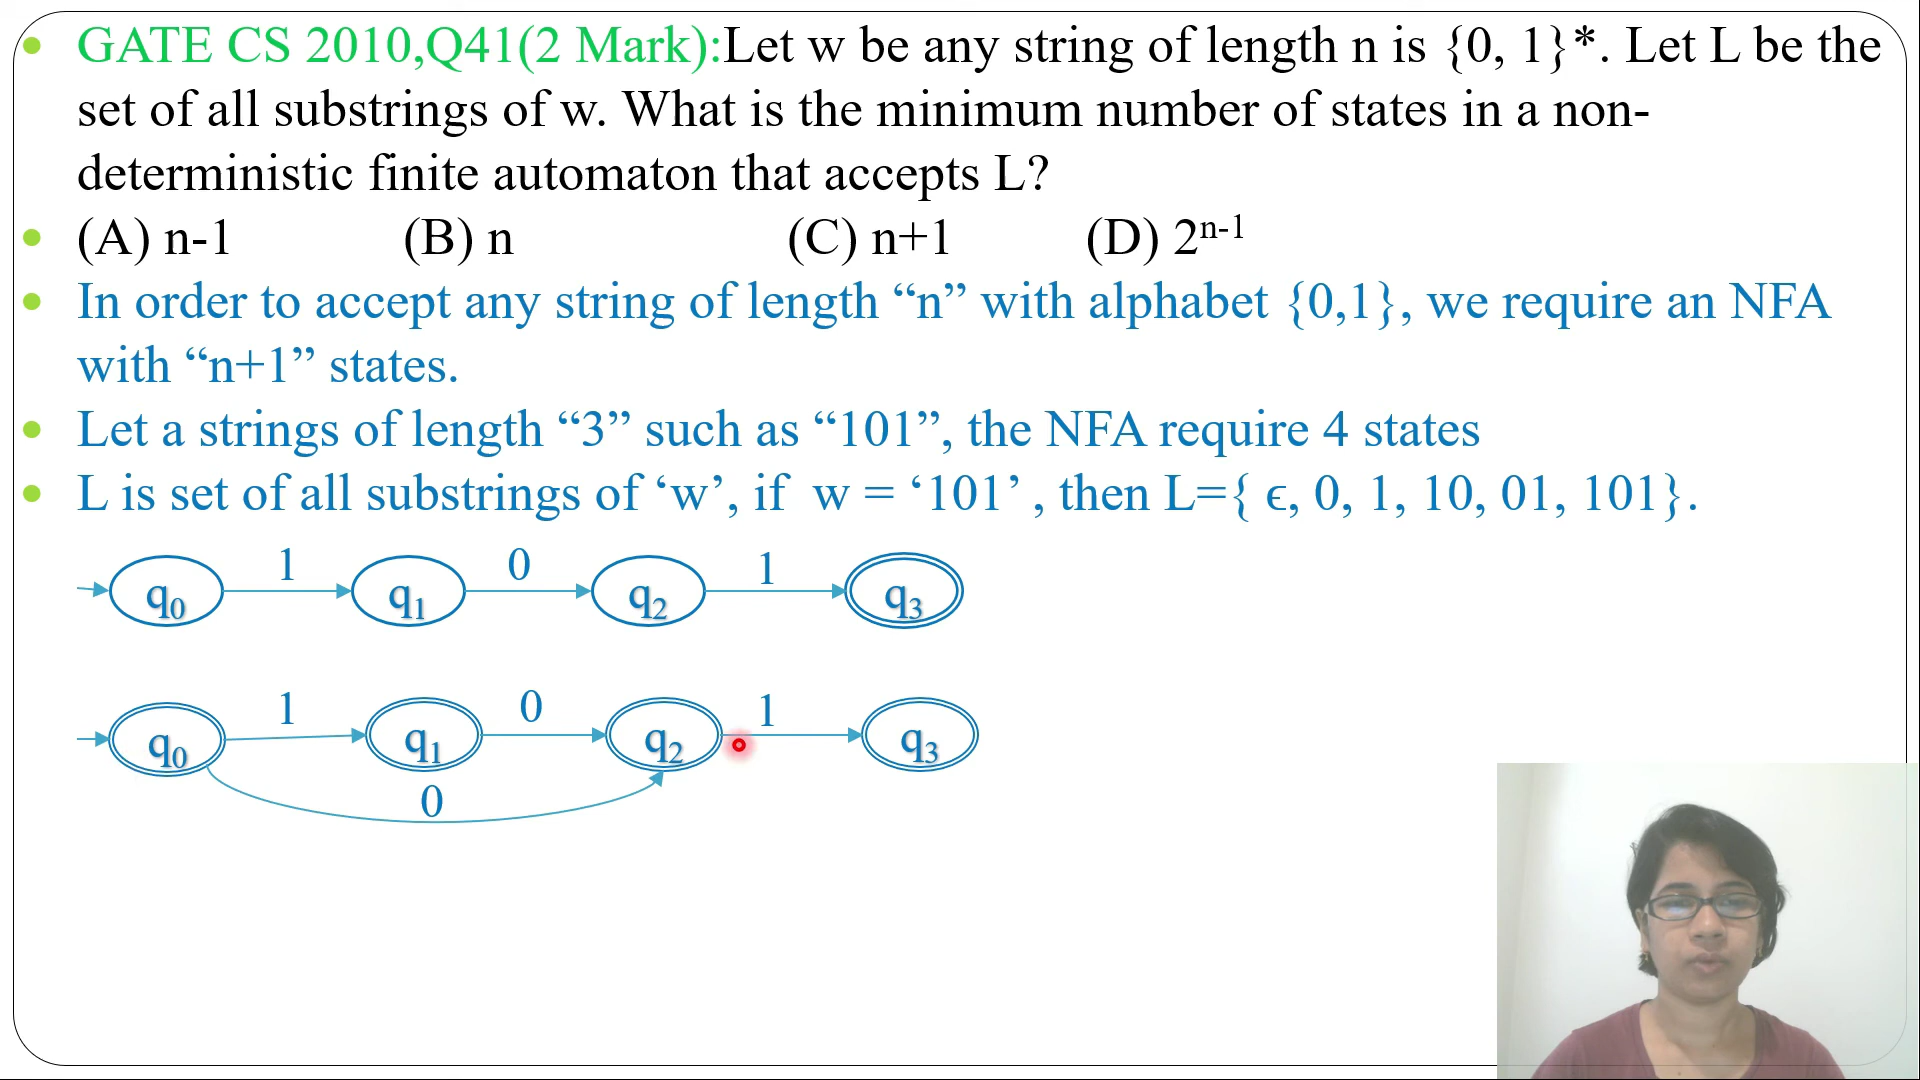 GATE CS 2010,Q41(2 Mark):Let w be any string of length n is {0, 1}*. Let L be the
set of all substrings of w. What is the minimum number of states in a non-
deterministic finite automaton that accepts L?
(A) n-1 (B) n (C) n+1 (D) 2ⁿ⁻¹
In order to accept any string of length “n” with alphabet {0,1}, we require an NFA
with “n+1” states.
Let a strings of length “3” such as “101”, the NFA require 4 states
L is set of all substrings of ‘w’, if w = ‘101’ , then L={ ϵ, 0, 1, 10, 01, 101}.
1 0 1
q₀ q₁ q₂ q₃
1 0 1
q₀ q₁ q₂ q₃
0